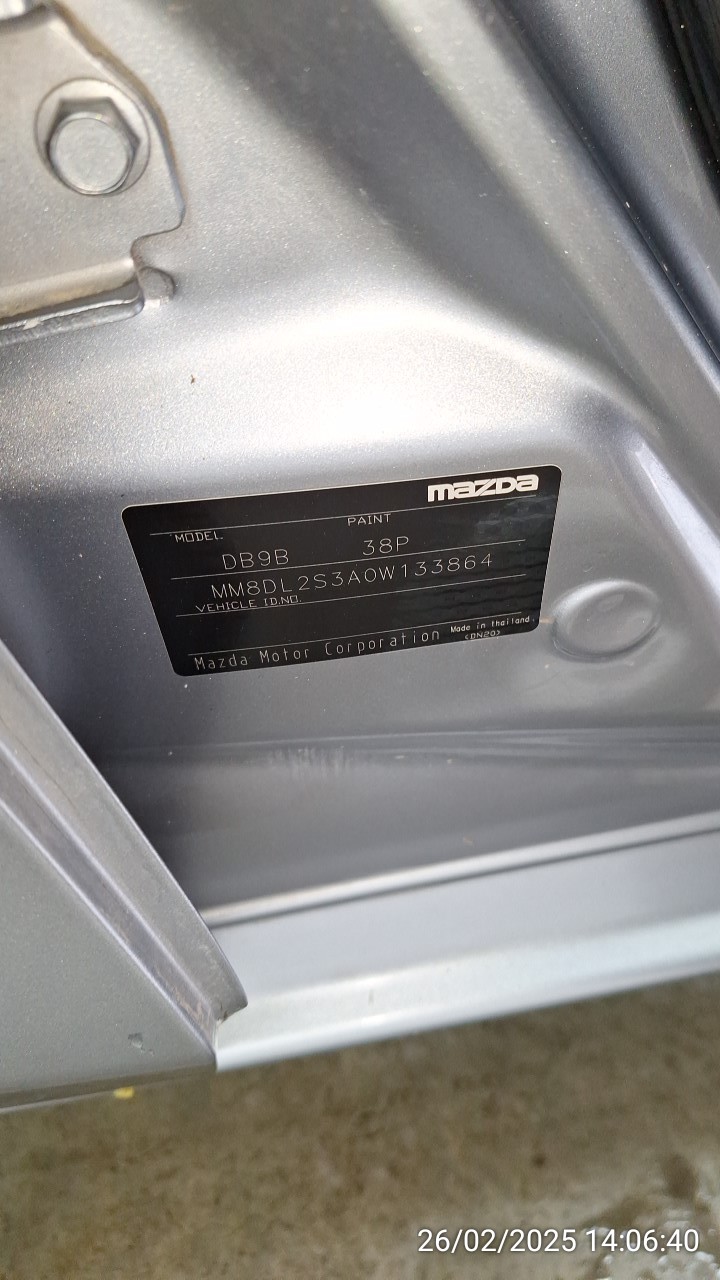 mazda
MODEL PAINT
DB9B 38P
MM8DL2S3A0W133864
VEHICLE ID.NO.
Mazda Motor Corporation Made in thailand.
<DN20>
26/02/2025 14:06:40